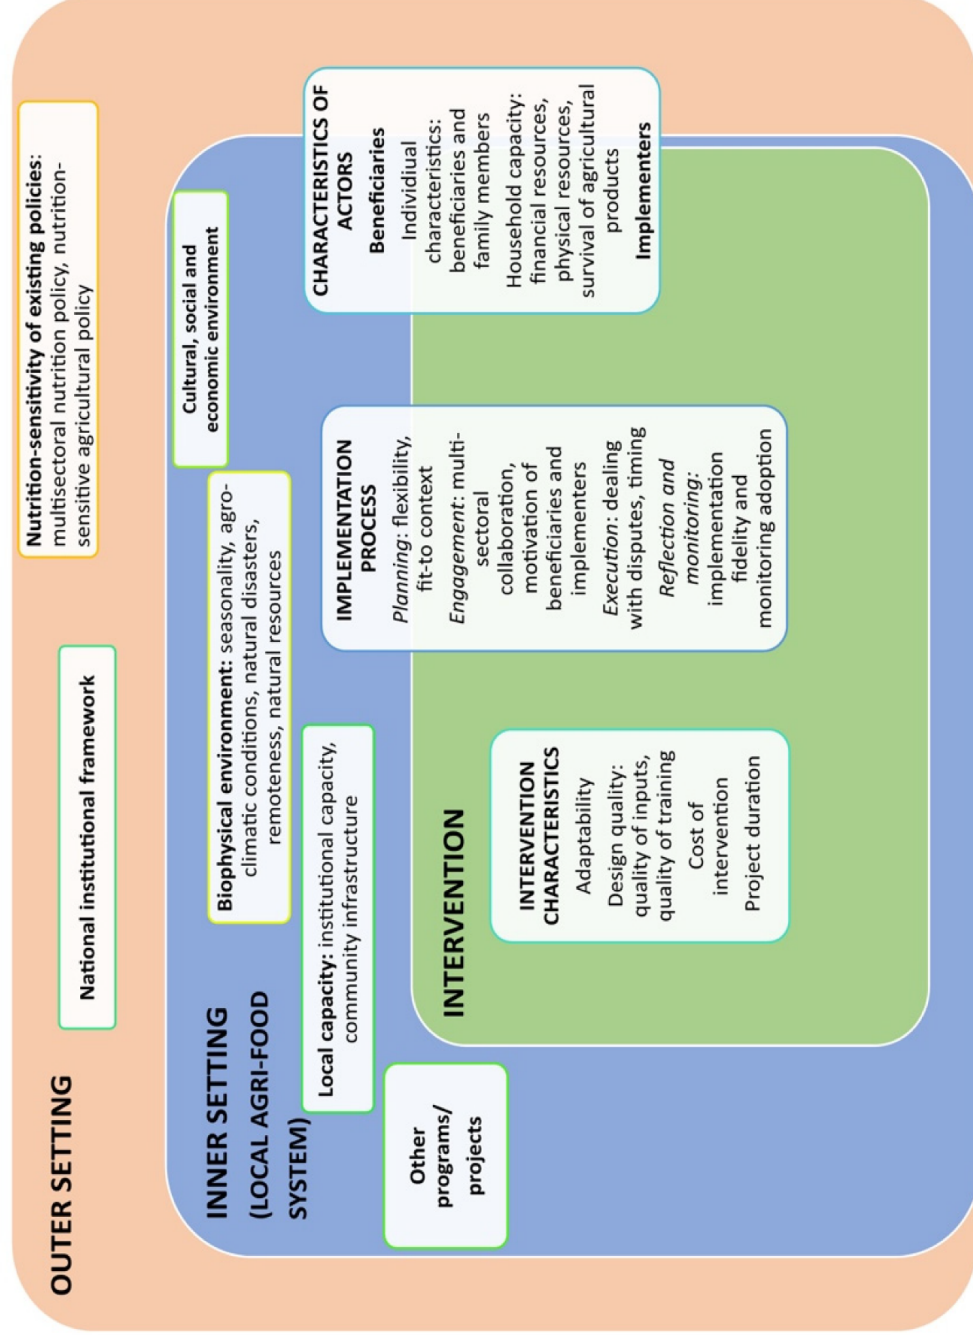 OUTER SETTING
National institutional framework
Nutrition-sensitivity of existing policies:
multisectoral nutrition policy, nutrition-
sensitive agricultural policy
INNER SETTING
(LOCAL AGRI-FOOD
SYSTEM)
Cultural, social and
economic environment
Biophysical environment: seasonality, agro-
climatic conditions, natural disasters,
remoteness, natural resources
Local capacity: institutional capacity,
community infrastructure
Other
programs/
projects
INTERVENTION
INTERVENTION
CHARACTERISTICS
Adaptability
Design quality:
quality of inputs,
quality of training
Cost of
intervention
Project duration
IMPLEMENTATION
PROCESS
Planning: flexibility,
fit-to context
Engagement: multi-
sectoral
collaboration,
motivation of
beneficiaries and
implementers
Execution: dealing
with disputes, timing
Reflection and
monitoring:
implementation
fidelity and
monitoring adoption
CHARACTERISTICS OF
ACTORS
Beneficiaries
Individiual
characteristics:
beneficiaries and
family members
Household capacity:
financial resources,
physical resources,
survival of agricultural
products
Implementers